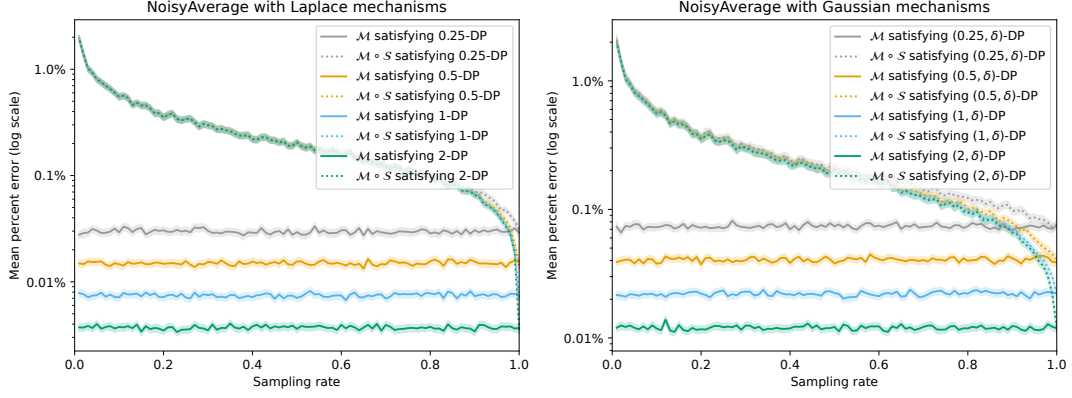 NoisyAverage with Laplace mechanisms
Mean percent error (log scale)
1.0%
0.1%
0.01%
ℳ satisfying 0.25-DP
ℳ ∘ 𝒮 satisfying 0.25-DP
ℳ satisfying 0.5-DP
ℳ ∘ 𝒮 satisfying 0.5-DP
ℳ satisfying 1-DP
ℳ ∘ 𝒮 satisfying 1-DP
ℳ satisfying 2-DP
ℳ ∘ 𝒮 satisfying 2-DP
0.0 0.2 0.4 0.6 0.8 1.0
Sampling rate
NoisyAverage with Gaussian mechanisms
Mean percent error (log scale)
1.0%
0.1%
0.01%
ℳ satisfying (0.25, δ)-DP
ℳ ∘ 𝒮 satisfying (0.25, δ)-DP
ℳ satisfying (0.5, δ)-DP
ℳ ∘ 𝒮 satisfying (0.5, δ)-DP
ℳ satisfying (1, δ)-DP
ℳ ∘ 𝒮 satisfying (1, δ)-DP
ℳ satisfying (2, δ)-DP
ℳ ∘ 𝒮 satisfying (2, δ)-DP
0.0 0.2 0.4 0.6 0.8 1.0
Sampling rate